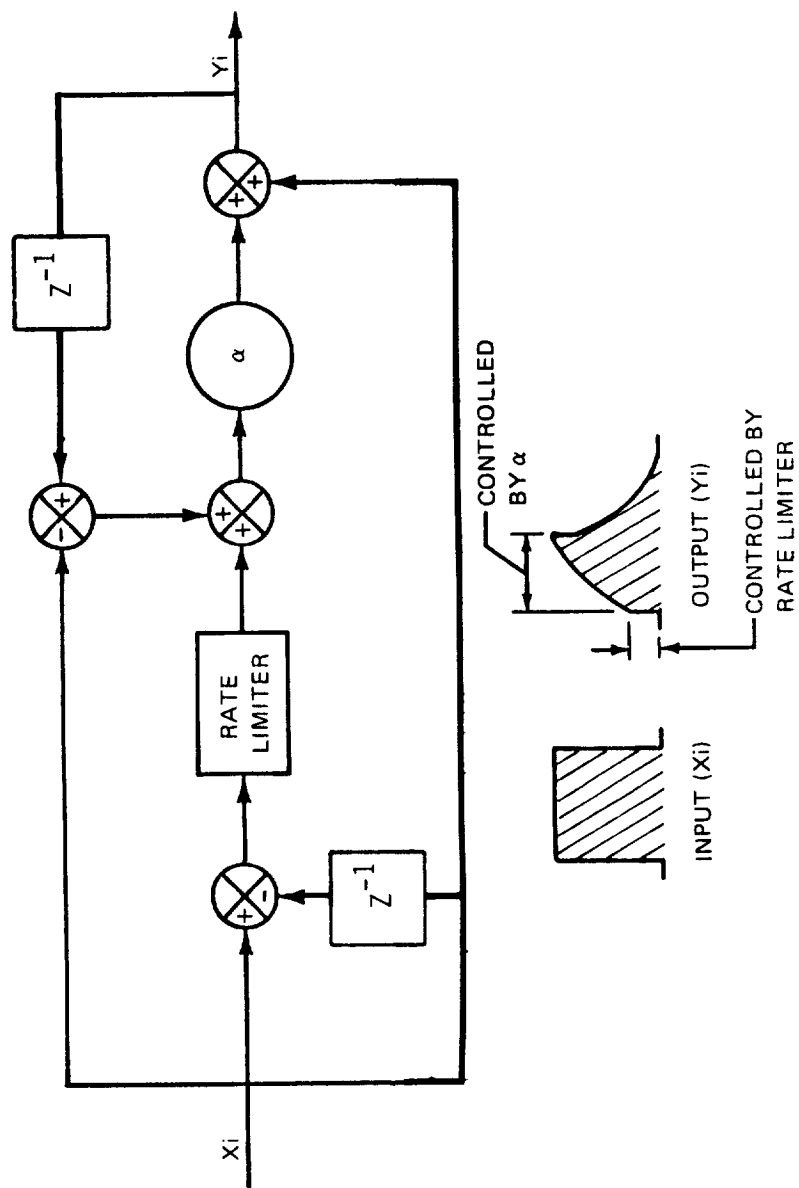 Z⁻¹
Yi
- +
+ +
α
+ +
RATE
LIMITER
+ -
Z⁻¹
Xi
INPUT (Xi)
OUTPUT (Yi)
CONTROLLED
BY α
CONTROLLED BY
RATE LIMITER